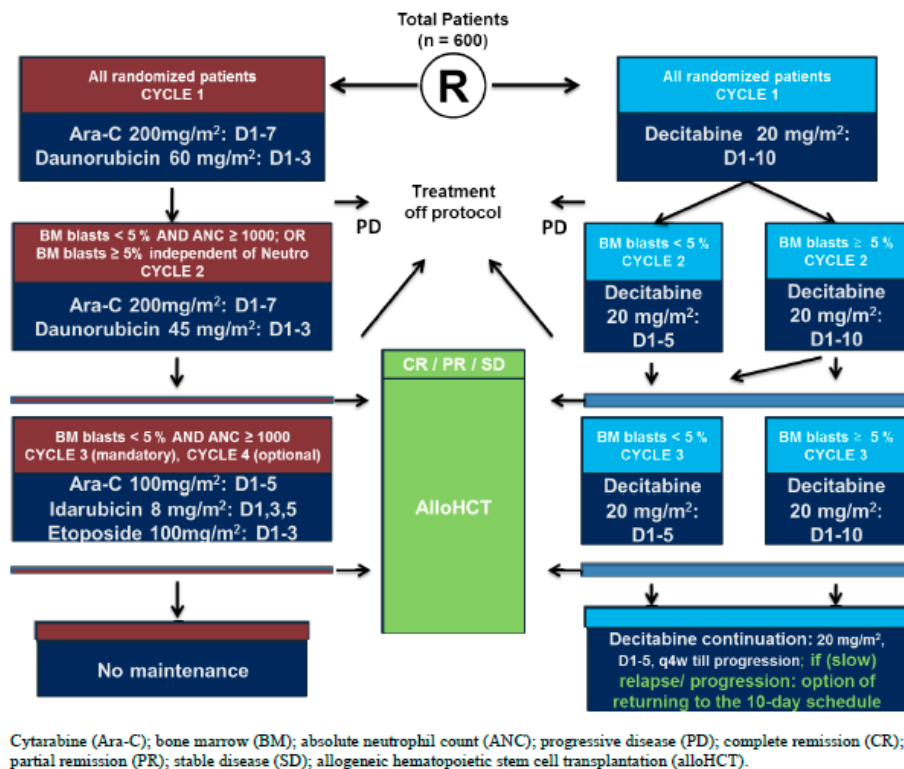 Total Patients
(n = 600)
R
All randomized patients
CYCLE 1
Ara-C 200mg/m²: D1-7
Daunorubicin 60 mg/m²: D1-3
All randomized patients
CYCLE 1
Decitabine 20 mg/m²:
D1-10
Treatment
off protocol
PD
PD
BM blasts < 5 % AND ANC ≥ 1000; OR
BM blasts ≥ 5% independent of Neutro
CYCLE 2
Ara-C 200mg/m²: D1-7
Daunorubicin 45 mg/m²: D1-3
BM blasts < 5 %
CYCLE 2
Decitabine
20 mg/m²:
D1-5
BM blasts ≥ 5 %
CYCLE 2
Decitabine
20 mg/m²:
D1-10
CR / PR / SD
AlloHCT
BM blasts < 5 % AND ANC ≥ 1000
CYCLE 3 (mandatory), CYCLE 4 (optional)
Ara-C 100mg/m²: D1-5
Idarubicin 8 mg/m²: D1,3,5
Etoposide 100mg/m²: D1-3
BM blasts < 5 %
CYCLE 3
Decitabine
20 mg/m²:
D1-5
BM blasts ≥ 5 %
CYCLE 3
Decitabine
20 mg/m²:
D1-10
No maintenance
Decitabine continuation: 20 mg/m²,
D1-5, q4w till progression; if (slow)
relapse/ progression: option of
returning to the 10-day schedule
Cytarabine (Ara-C); bone marrow (BM); absolute neutrophil count (ANC); progressive disease (PD); complete remission (CR);
partial remission (PR); stable disease (SD); allogeneic hematopoietic stem cell transplantation (alloHCT).